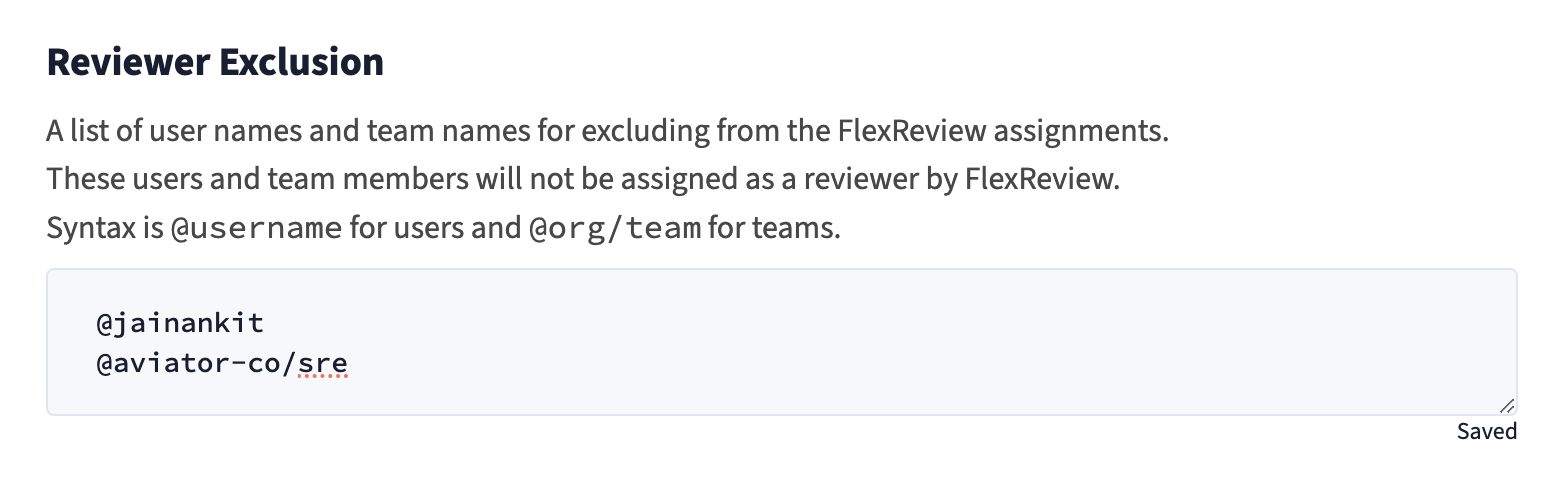 Reviewer Exclusion
A list of user names and team names for excluding from the FlexReview assignments.
These users and team members will not be assigned as a reviewer by FlexReview.
Syntax is @username for users and @org/team for teams.
@jainankit
@aviator-co/sre
Saved